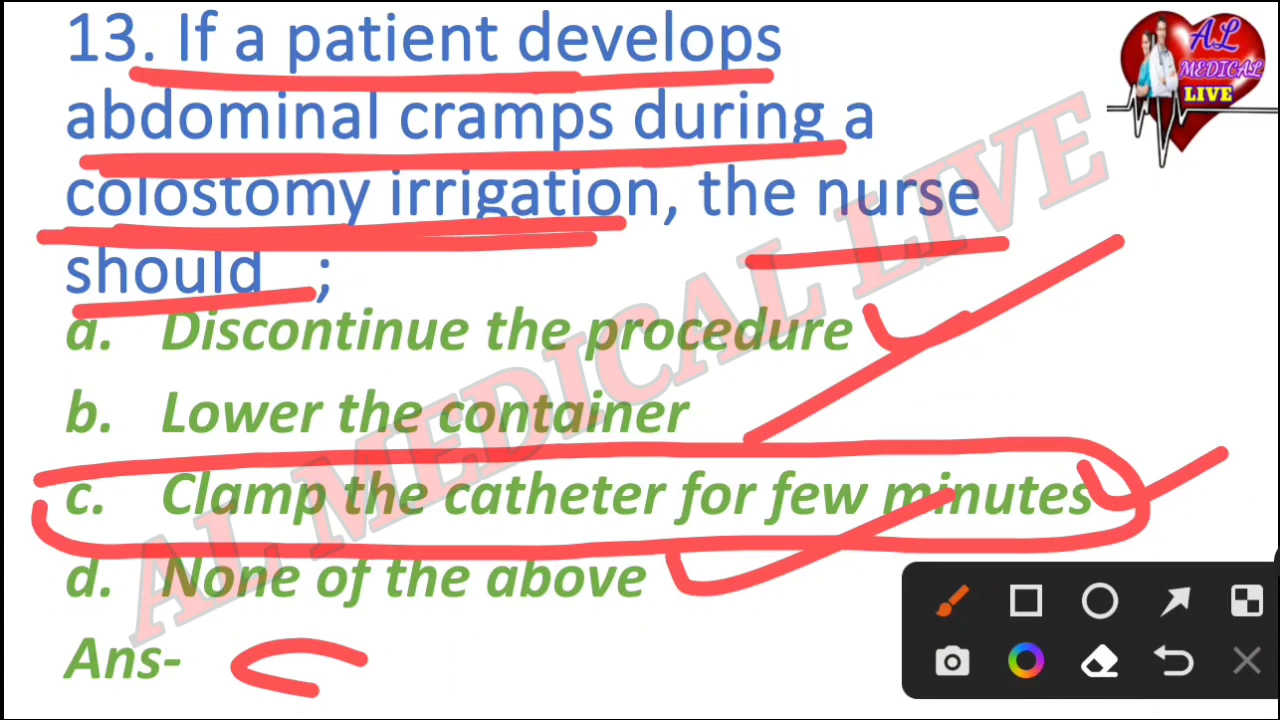 13. If a patient develops
abdominal cramps during a
colostomy irrigation, the nurse
should ;
a. Discontinue the procedure
b. Lower the container
c. Clamp the catheter for few minutes
d. None of the above
Ans- C
AL MEDICAL LIVE
AL
MEDICAL
LIVE